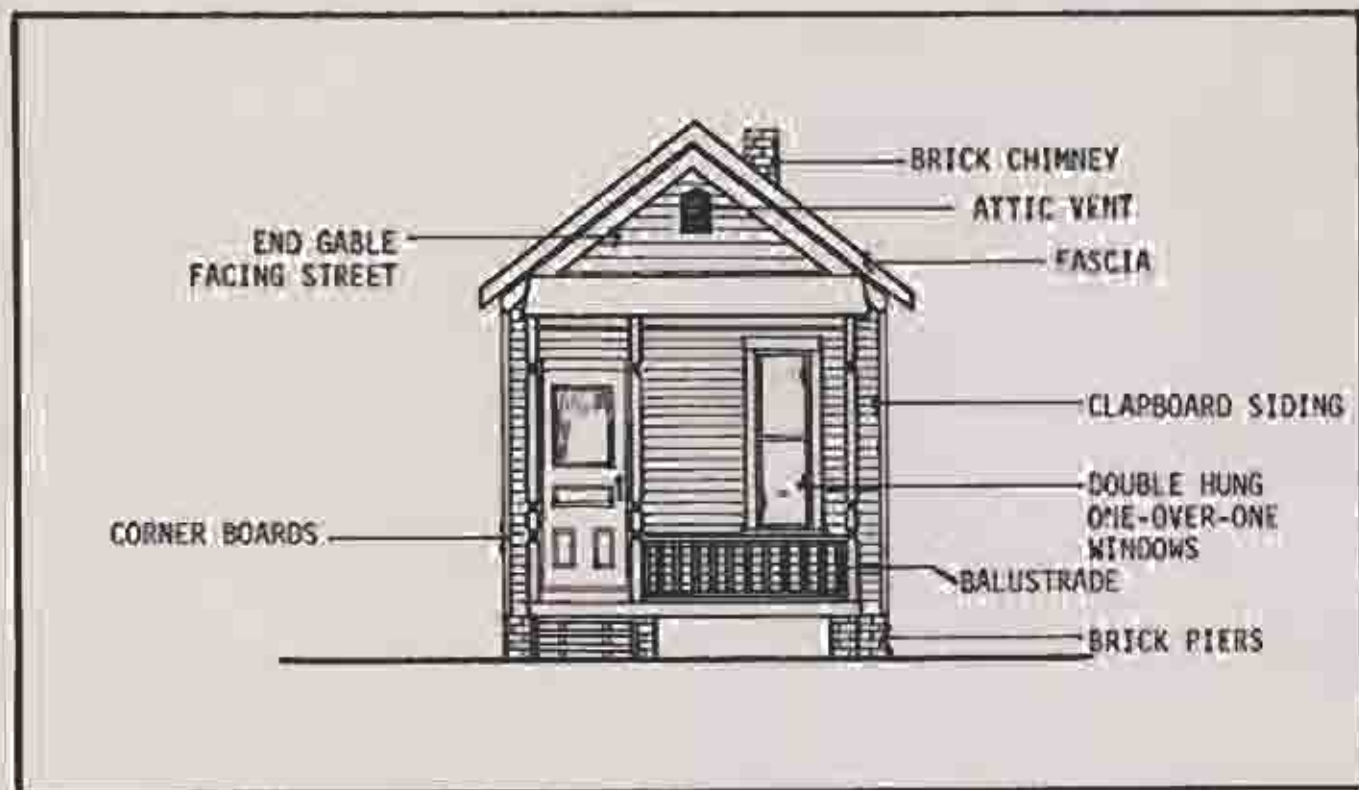 BRICK CHIMNEY
ATTIC VENT
END GABLE
FACING STREET
FASCIA
CLAPBOARD SIDING
DOUBLE HUNG
ONE-OVER-ONE
WINDOWS
CORNER BOARDS
BALUSTRADE
BRICK PIERS